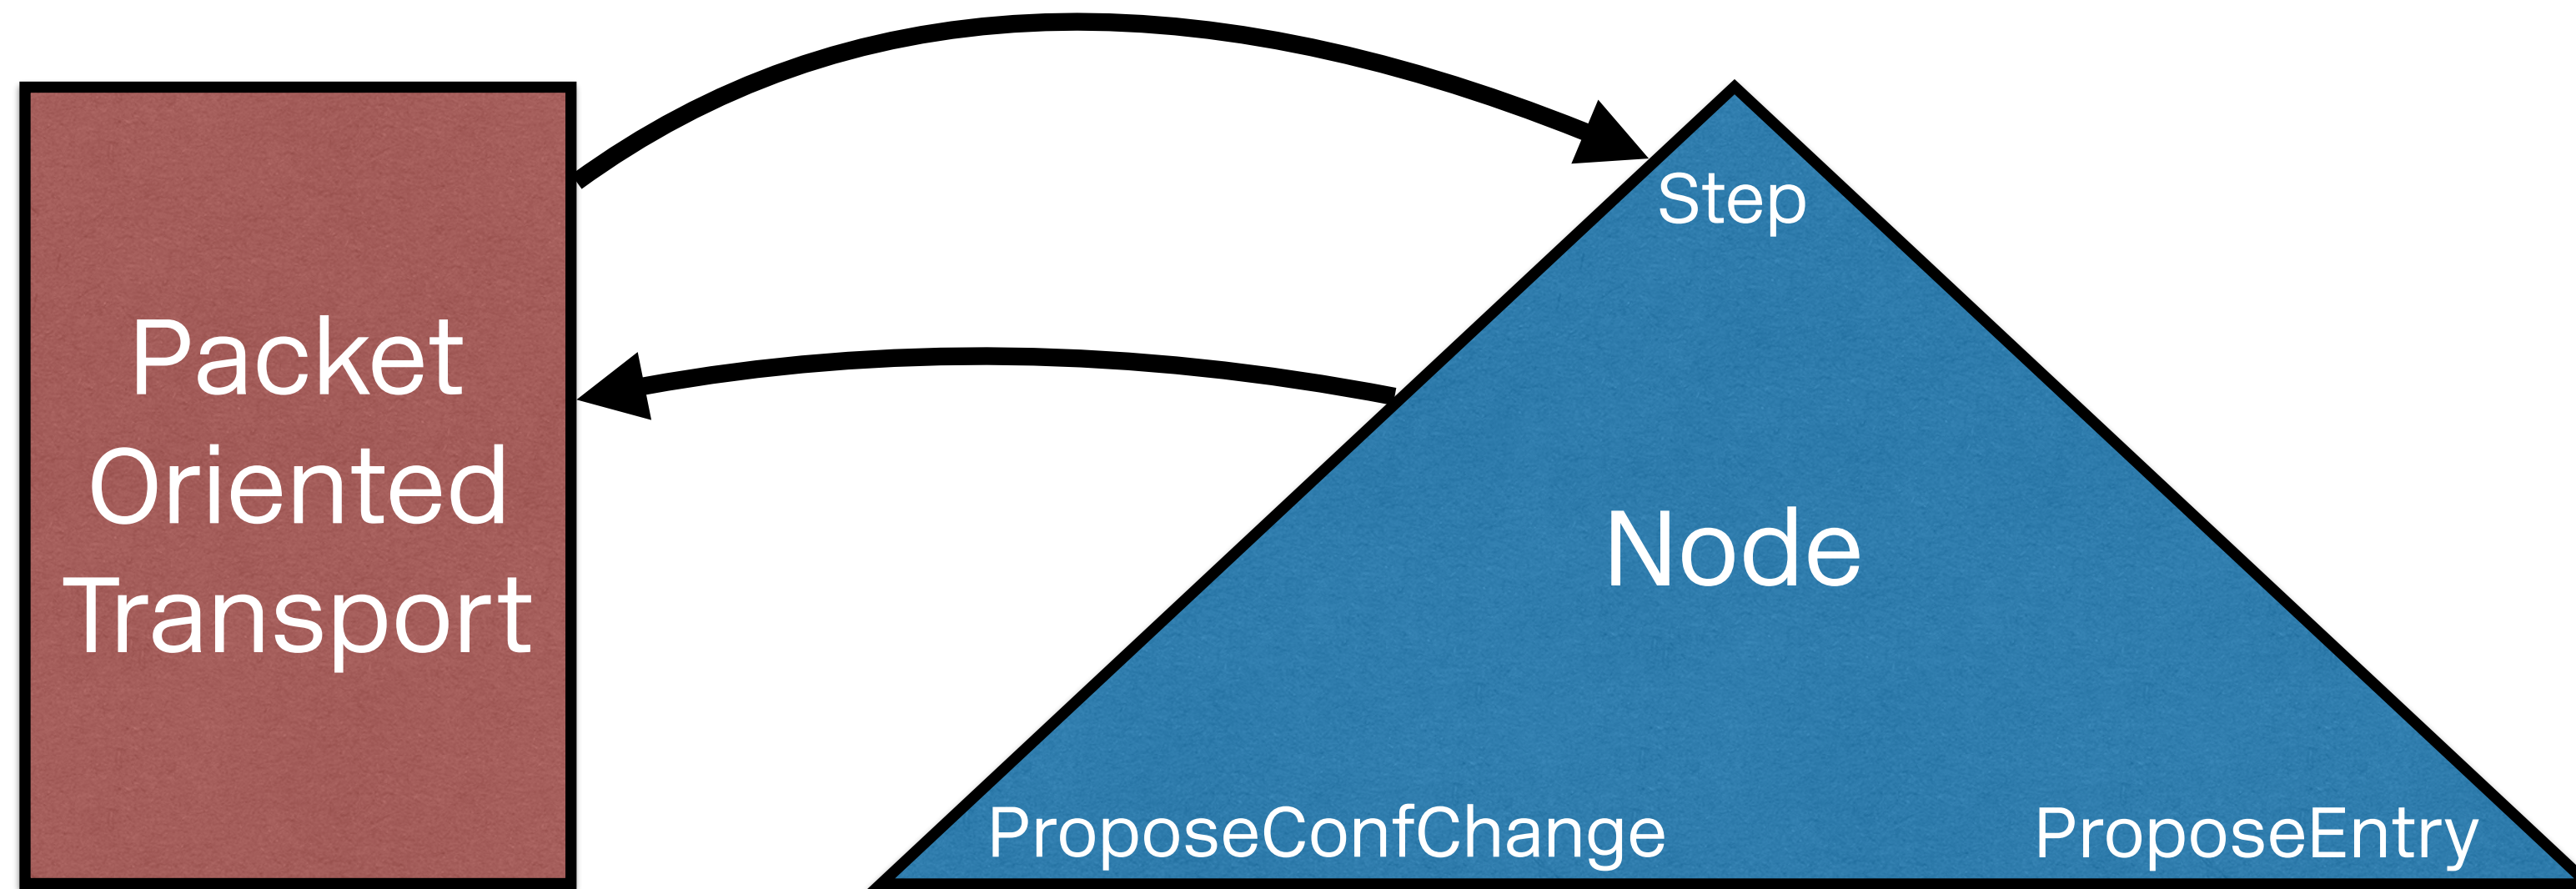 Packet
Oriented
Transport
Step
Node
ProposeConfChange
ProposeEntry